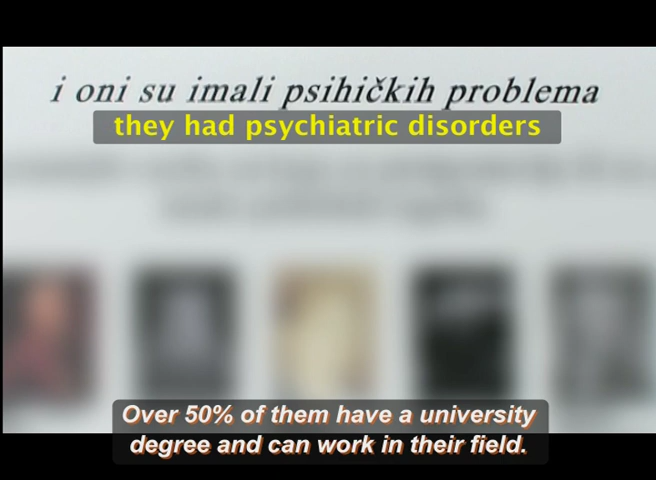 i oni su imali psihičkih problema
they had psychiatric disorders
Over 50% of them have a university
degree and can work in their field.